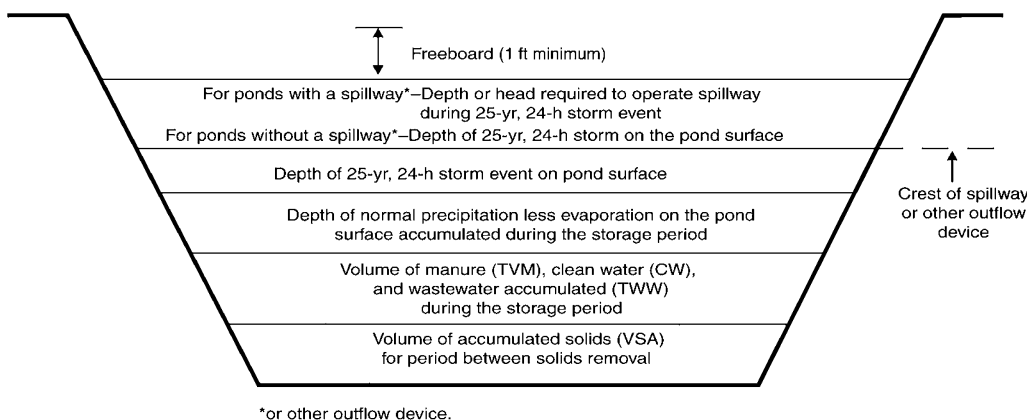 Freeboard (1 ft minimum)
For ponds with a spillway*–Depth or head required to operate spillway
during 25-yr, 24-h storm event
For ponds without a spillway*–Depth of 25-yr, 24-h storm on the pond surface
Depth of 25-yr, 24-h storm event on pond surface
Crest of spillway
or other outflow
device
Depth of normal precipitation less evaporation on the pond
surface accumulated during the storage period
Volume of manure (TVM), clean water (CW),
and wastewater accumulated (TWW)
during the storage period
Volume of accumulated solids (VSA)
for period between solids removal
*or other outflow device.